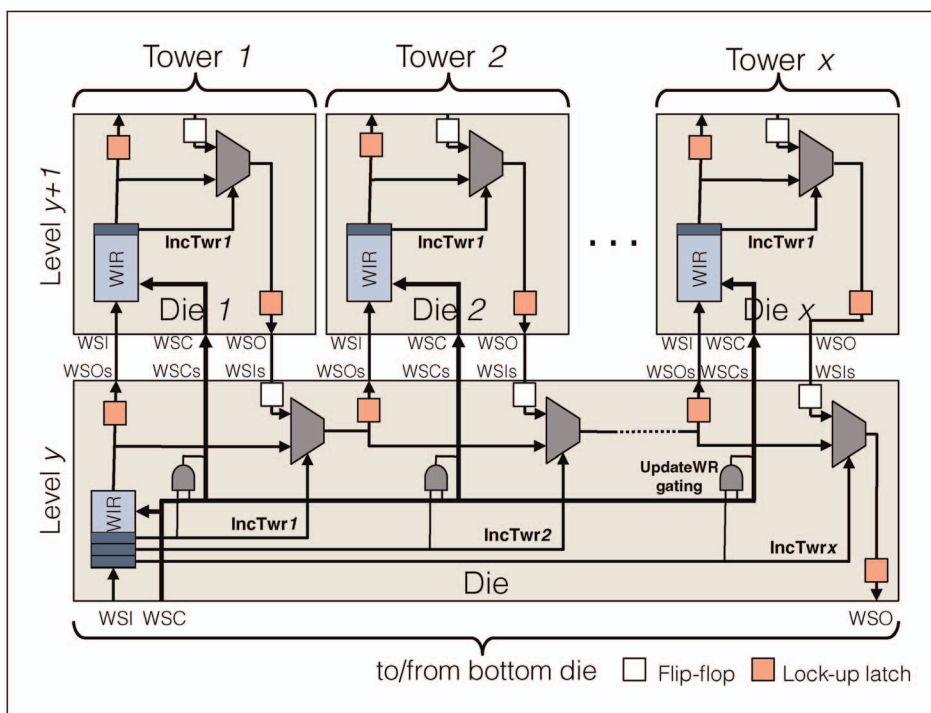 Tower 1
Tower 2
Tower x
Level y+1
WIR
IncTwr1
Die 1
WIR
IncTwr1
Die 2
. . .
WIR
IncTwr1
Die x
WSI
WSC
WSO
WSI
WSC
WSO
WSI
WSC
WSO
WSOs
WSCs
WSIs
WSOs
WSCs
WSIs
WSOs
WSCs
WSIs
Level y
WIR
UpdateWR
gating
IncTwr1
IncTwr2
IncTwrx
Die
WSI
WSC
WSO
to/from bottom die
Flip-flop
Lock-up latch